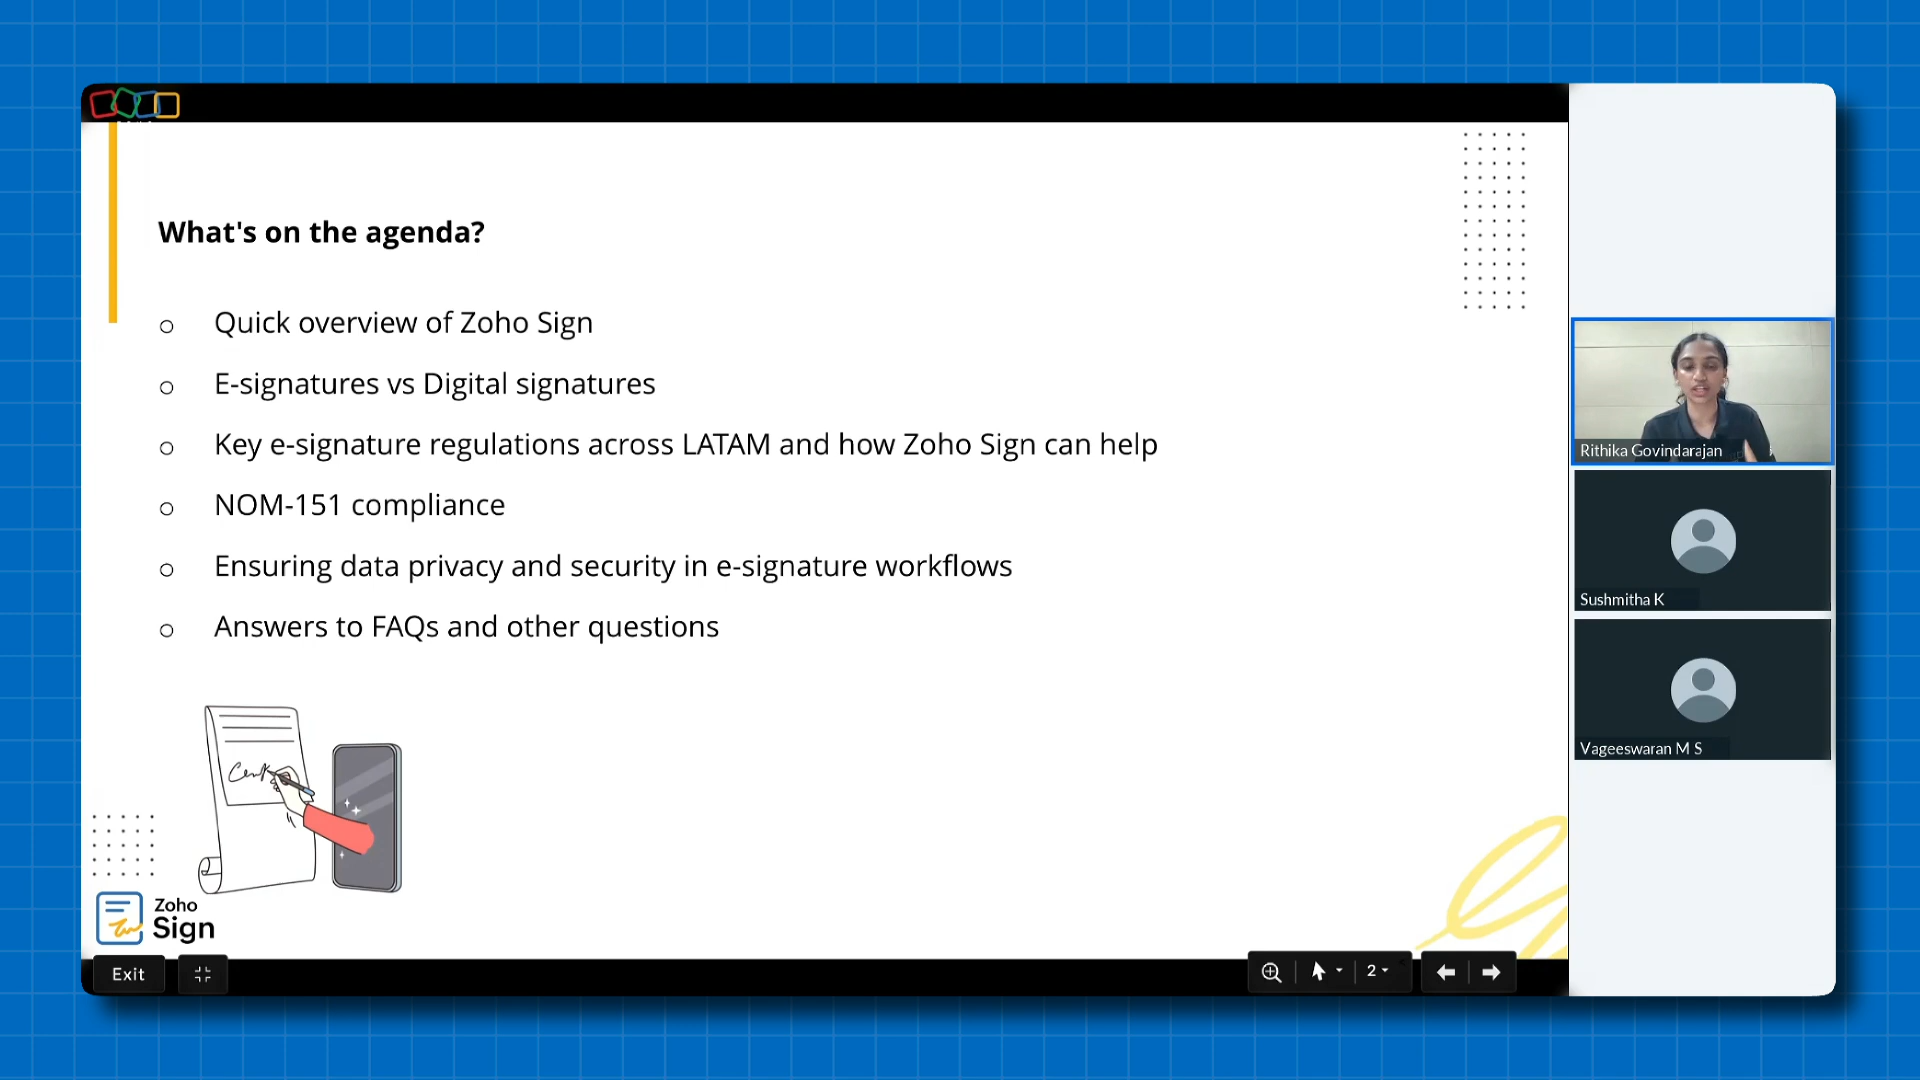 What's on the agenda?
Quick overview of Zoho Sign
E-signatures vs Digital signatures
Key e-signature regulations across LATAM and how Zoho Sign can help
NOM-151 compliance
Ensuring data privacy and security in e-signature workflows
Answers to FAQs and other questions
Zoho
Sign
Exit
2
Rithika Govindarajan
Sushmitha K
Vageeswaran M S